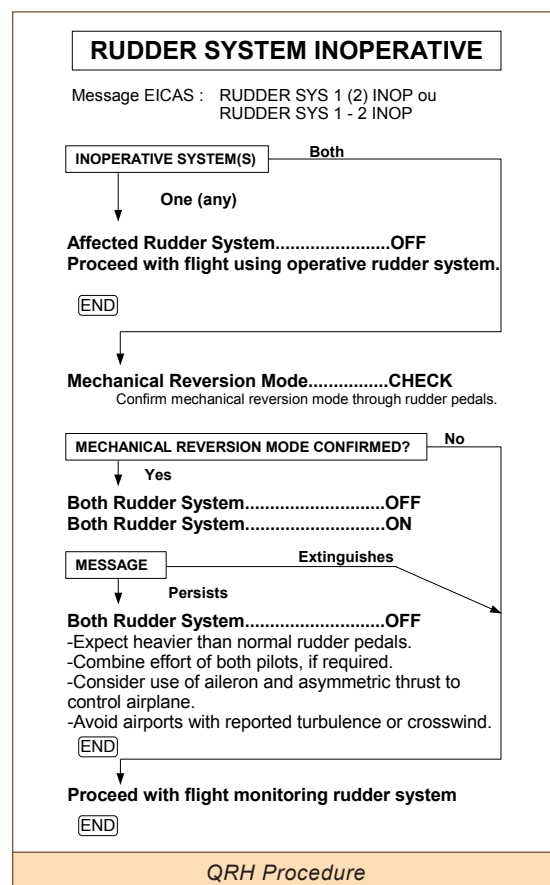 RUDDER SYSTEM INOPERATIVE
Message EICAS : RUDDER SYS 1 (2) INOP ou
RUDDER SYS 1 - 2 INOP
INOPERATIVE SYSTEM(S)
Both
One (any)
Affected Rudder System.......................OFF
Proceed with flight using operative rudder system.
END
Mechanical Reversion Mode................CHECK
Confirm mechanical reversion mode through rudder pedals.
MECHANICAL REVERSION MODE CONFIRMED?
No
Yes
Both Rudder System............................OFF
Both Rudder System............................ON
MESSAGE
Extinguishes
Persists
Both Rudder System............................OFF
-Expect heavier than normal rudder pedals.
-Combine effort of both pilots, if required.
-Consider use of aileron and asymmetric thrust to
control airplane.
-Avoid airports with reported turbulence or crosswind.
END
Proceed with flight monitoring rudder system
END
QRH Procedure